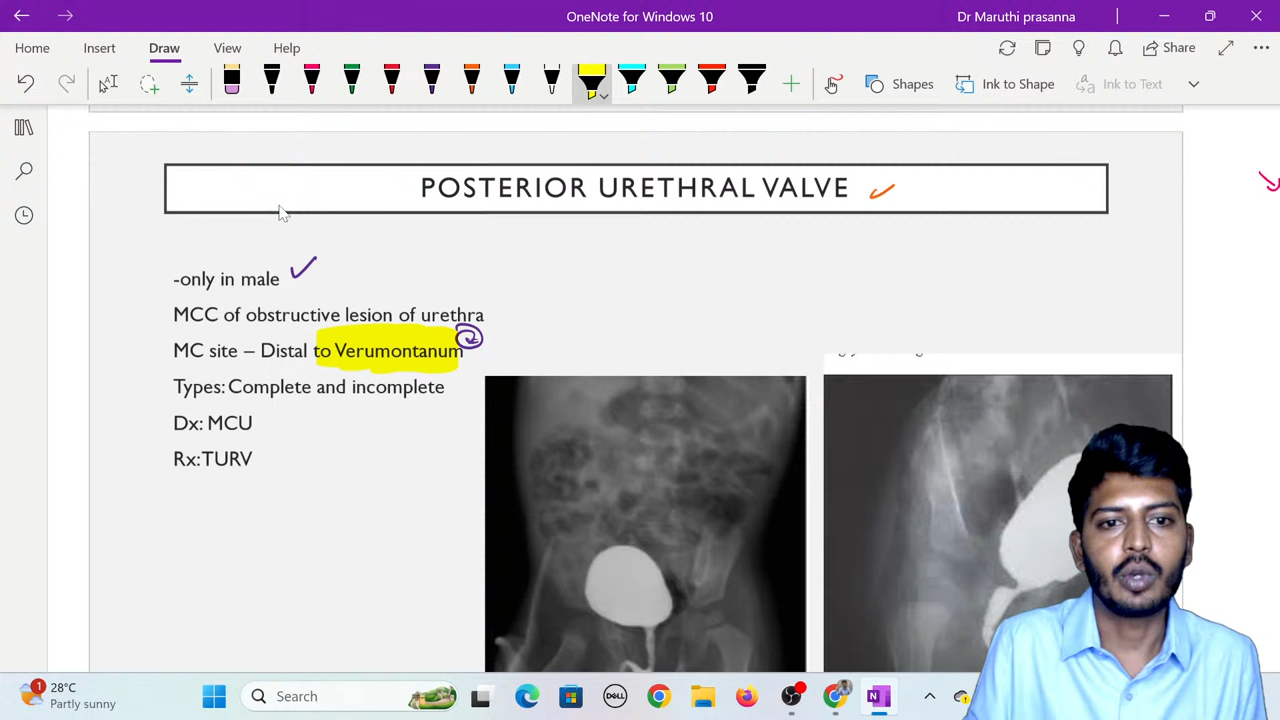 OneNote for Windows 10
Dr Maruthi prasanna
Home
Insert
Draw
View
Help
Share
Shapes
Ink to Shape
Ink to Text
POSTERIOR URETHRAL VALVE
-only in male
MCC of obstructive lesion of urethra
MC site – Distal to Verumontanum
Types: Complete and incomplete
Dx: MCU
Rx: TURV
1
28°C
Partly sunny
Search
DELL